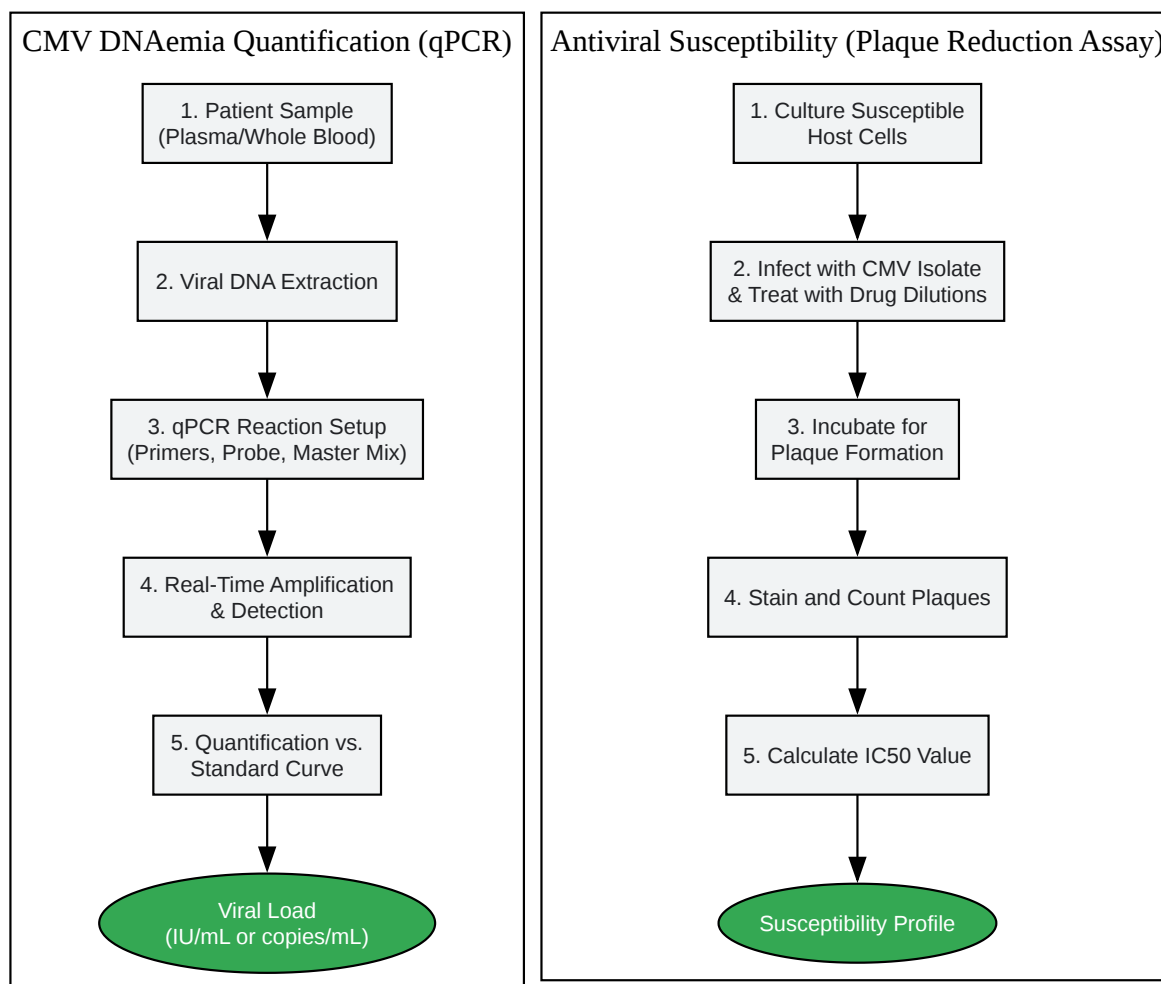 CMV DNAemia Quantification (qPCR)
1. Patient Sample
(Plasma/Whole Blood)
2. Viral DNA Extraction
3. qPCR Reaction Setup
(Primers, Probe, Master Mix)
4. Real-Time Amplification
& Detection
5. Quantification vs.
Standard Curve
Viral Load
(IU/mL or copies/mL)
Antiviral Susceptibility (Plaque Reduction Assay)
1. Culture Susceptible
Host Cells
2. Infect with CMV Isolate
& Treat with Drug Dilutions
3. Incubate for
Plaque Formation
4. Stain and Count Plaques
5. Calculate IC50 Value
Susceptibility Profile